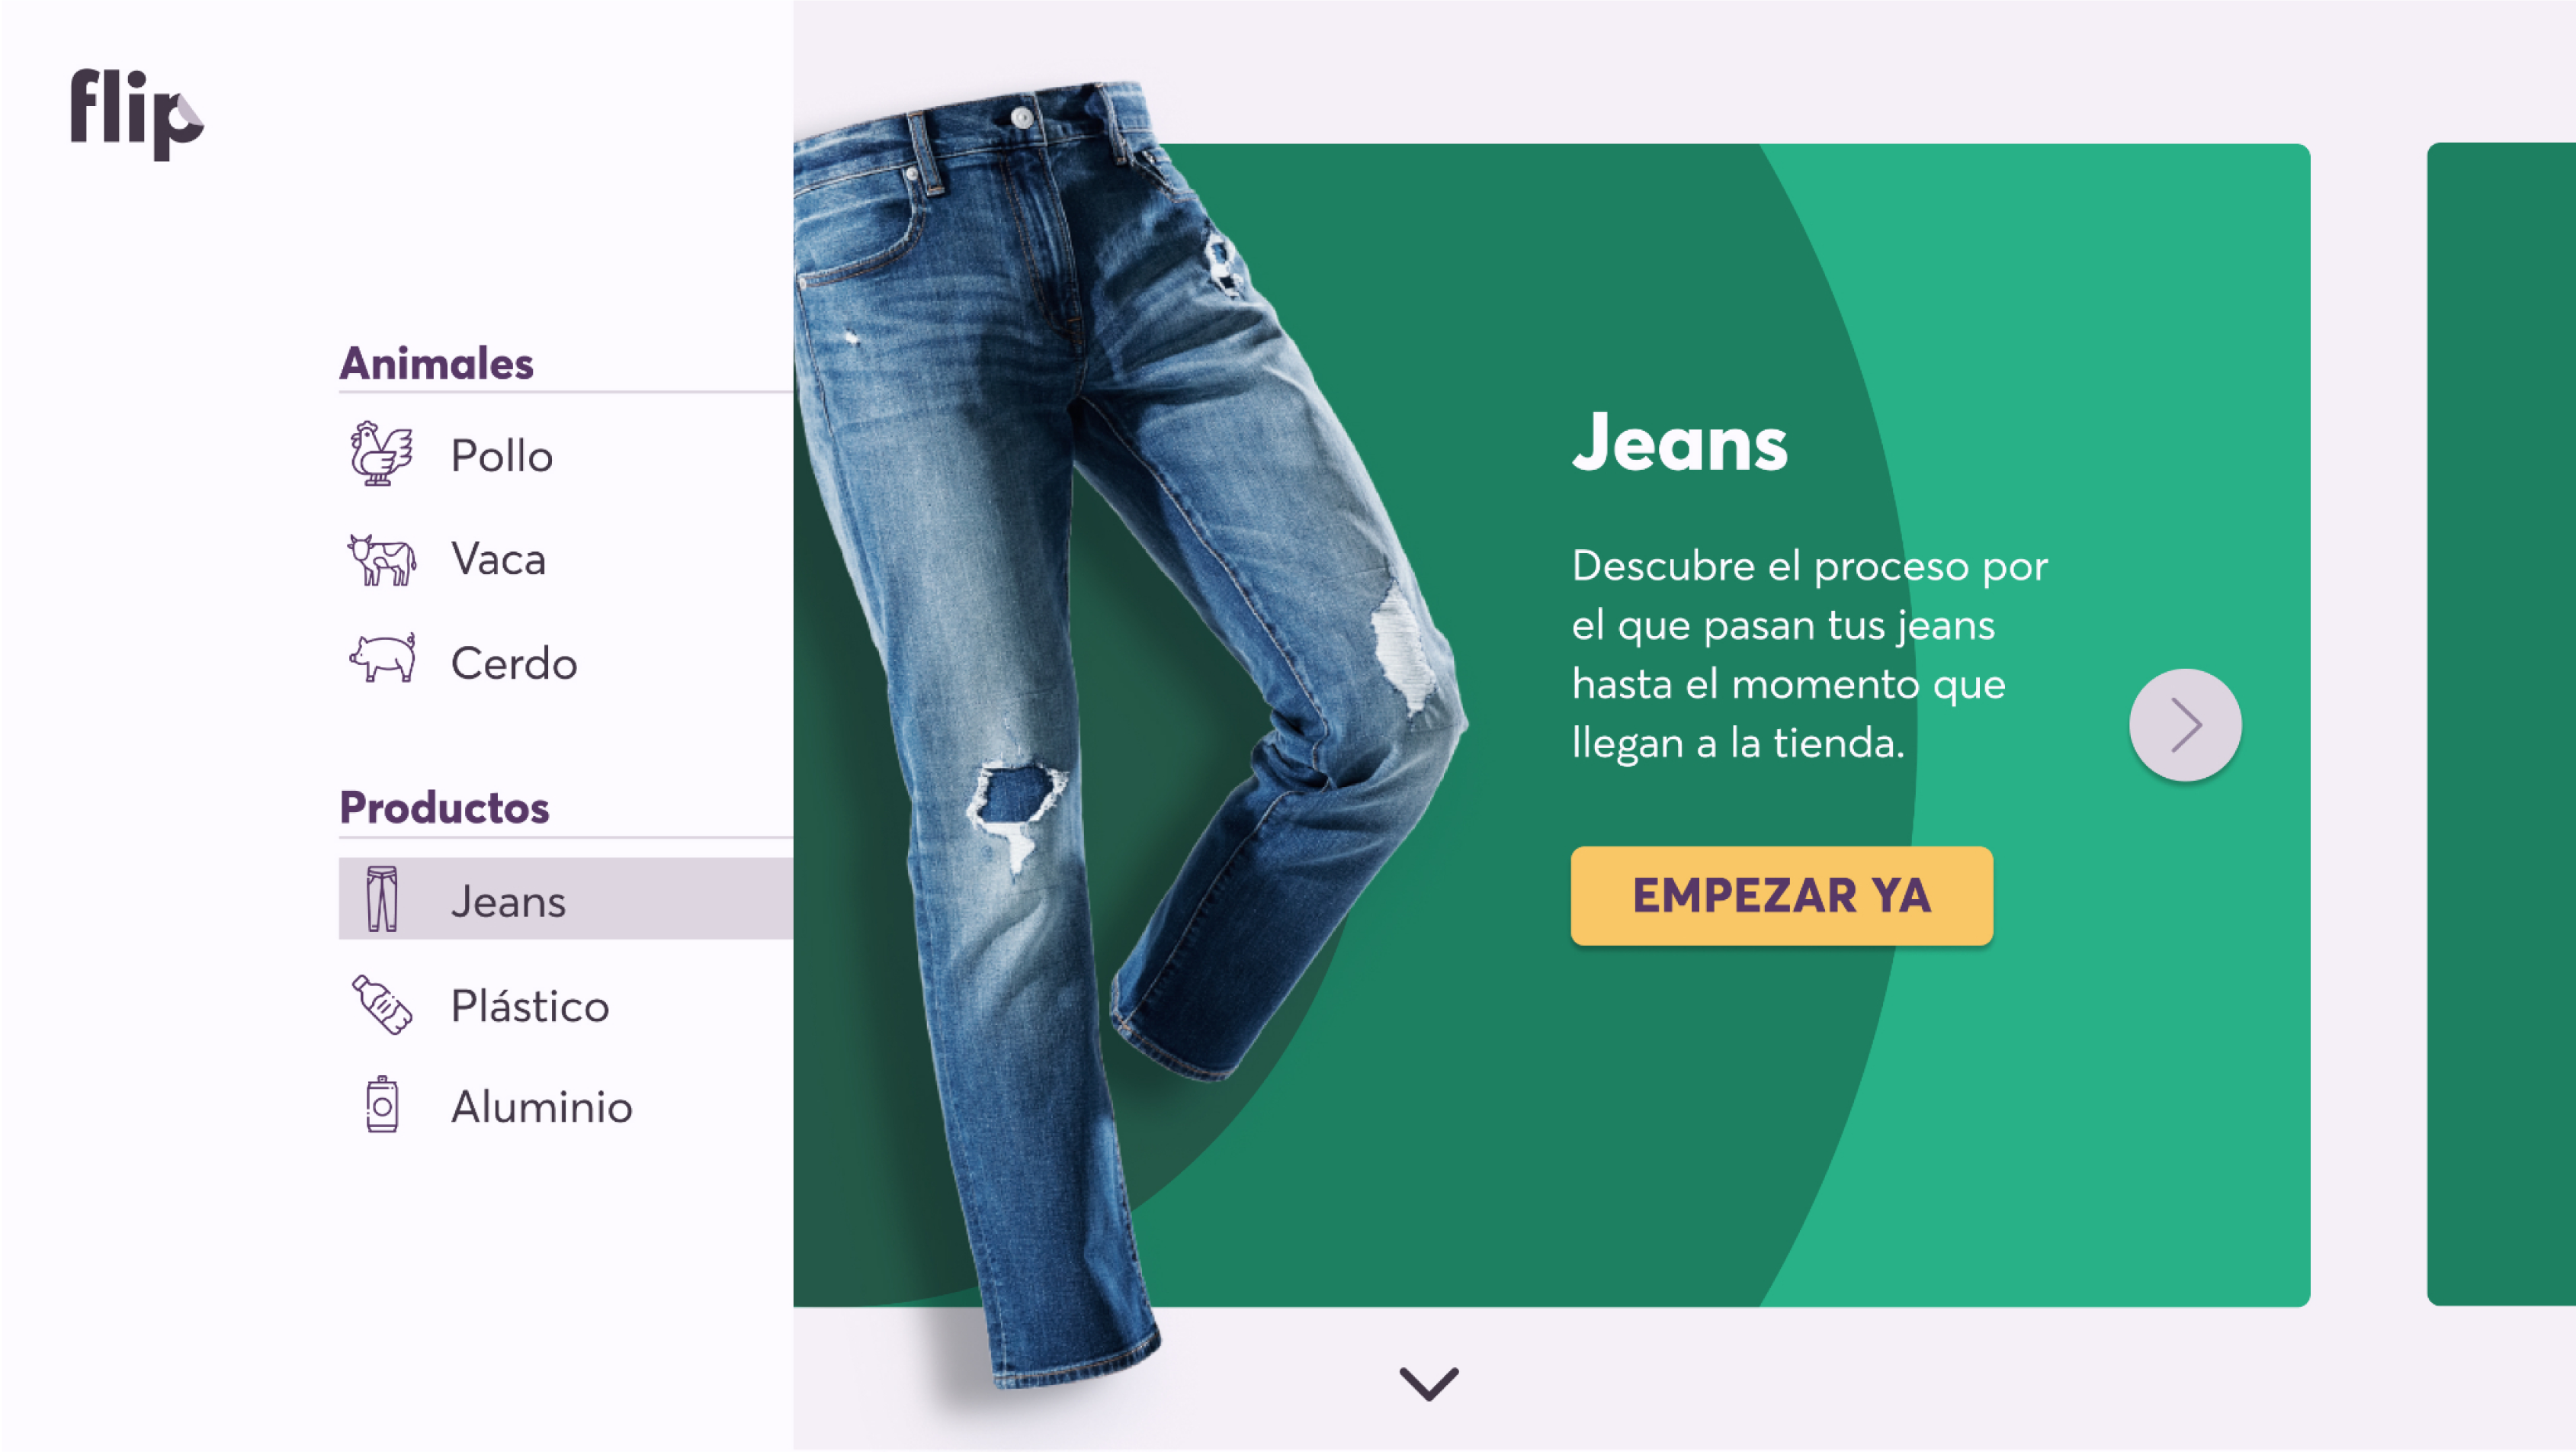 flip
Animales
Pollo
Vaca
Cerdo
Productos
Jeans
Plástico
Aluminio
Jeans
Descubre el proceso por
el que pasan tus jeans
hasta el momento que
llegan a la tienda.
EMPEZAR YA